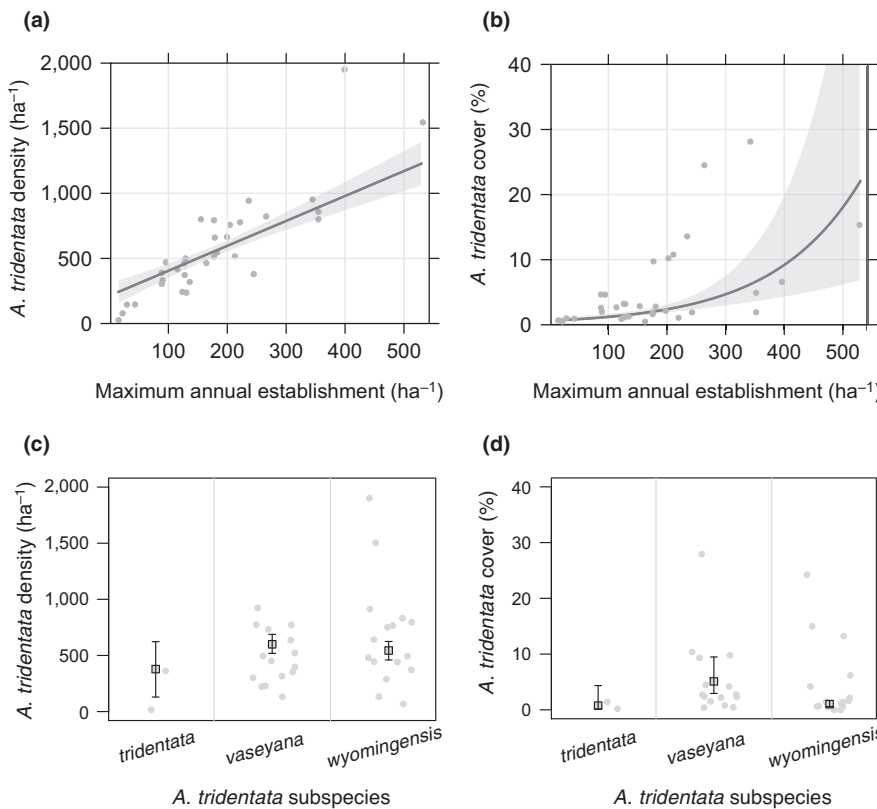 (a)
2,000
1,500
1,000
500
0
A. tridentata density (ha⁻¹)
100 200 300 400 500
Maximum annual establishment (ha⁻¹)
(b)
40
30
20
10
0
A. tridentata cover (%)
100 200 300 400 500
Maximum annual establishment (ha⁻¹)
(c)
2,000
1,500
1,000
500
0
A. tridentata density (ha⁻¹)
tridentata vaseyana wyomingensis
A. tridentata subspecies
(d)
40
30
20
10
0
A. tridentata cover (%)
tridentata vaseyana wyomingensis
A. tridentata subspecies